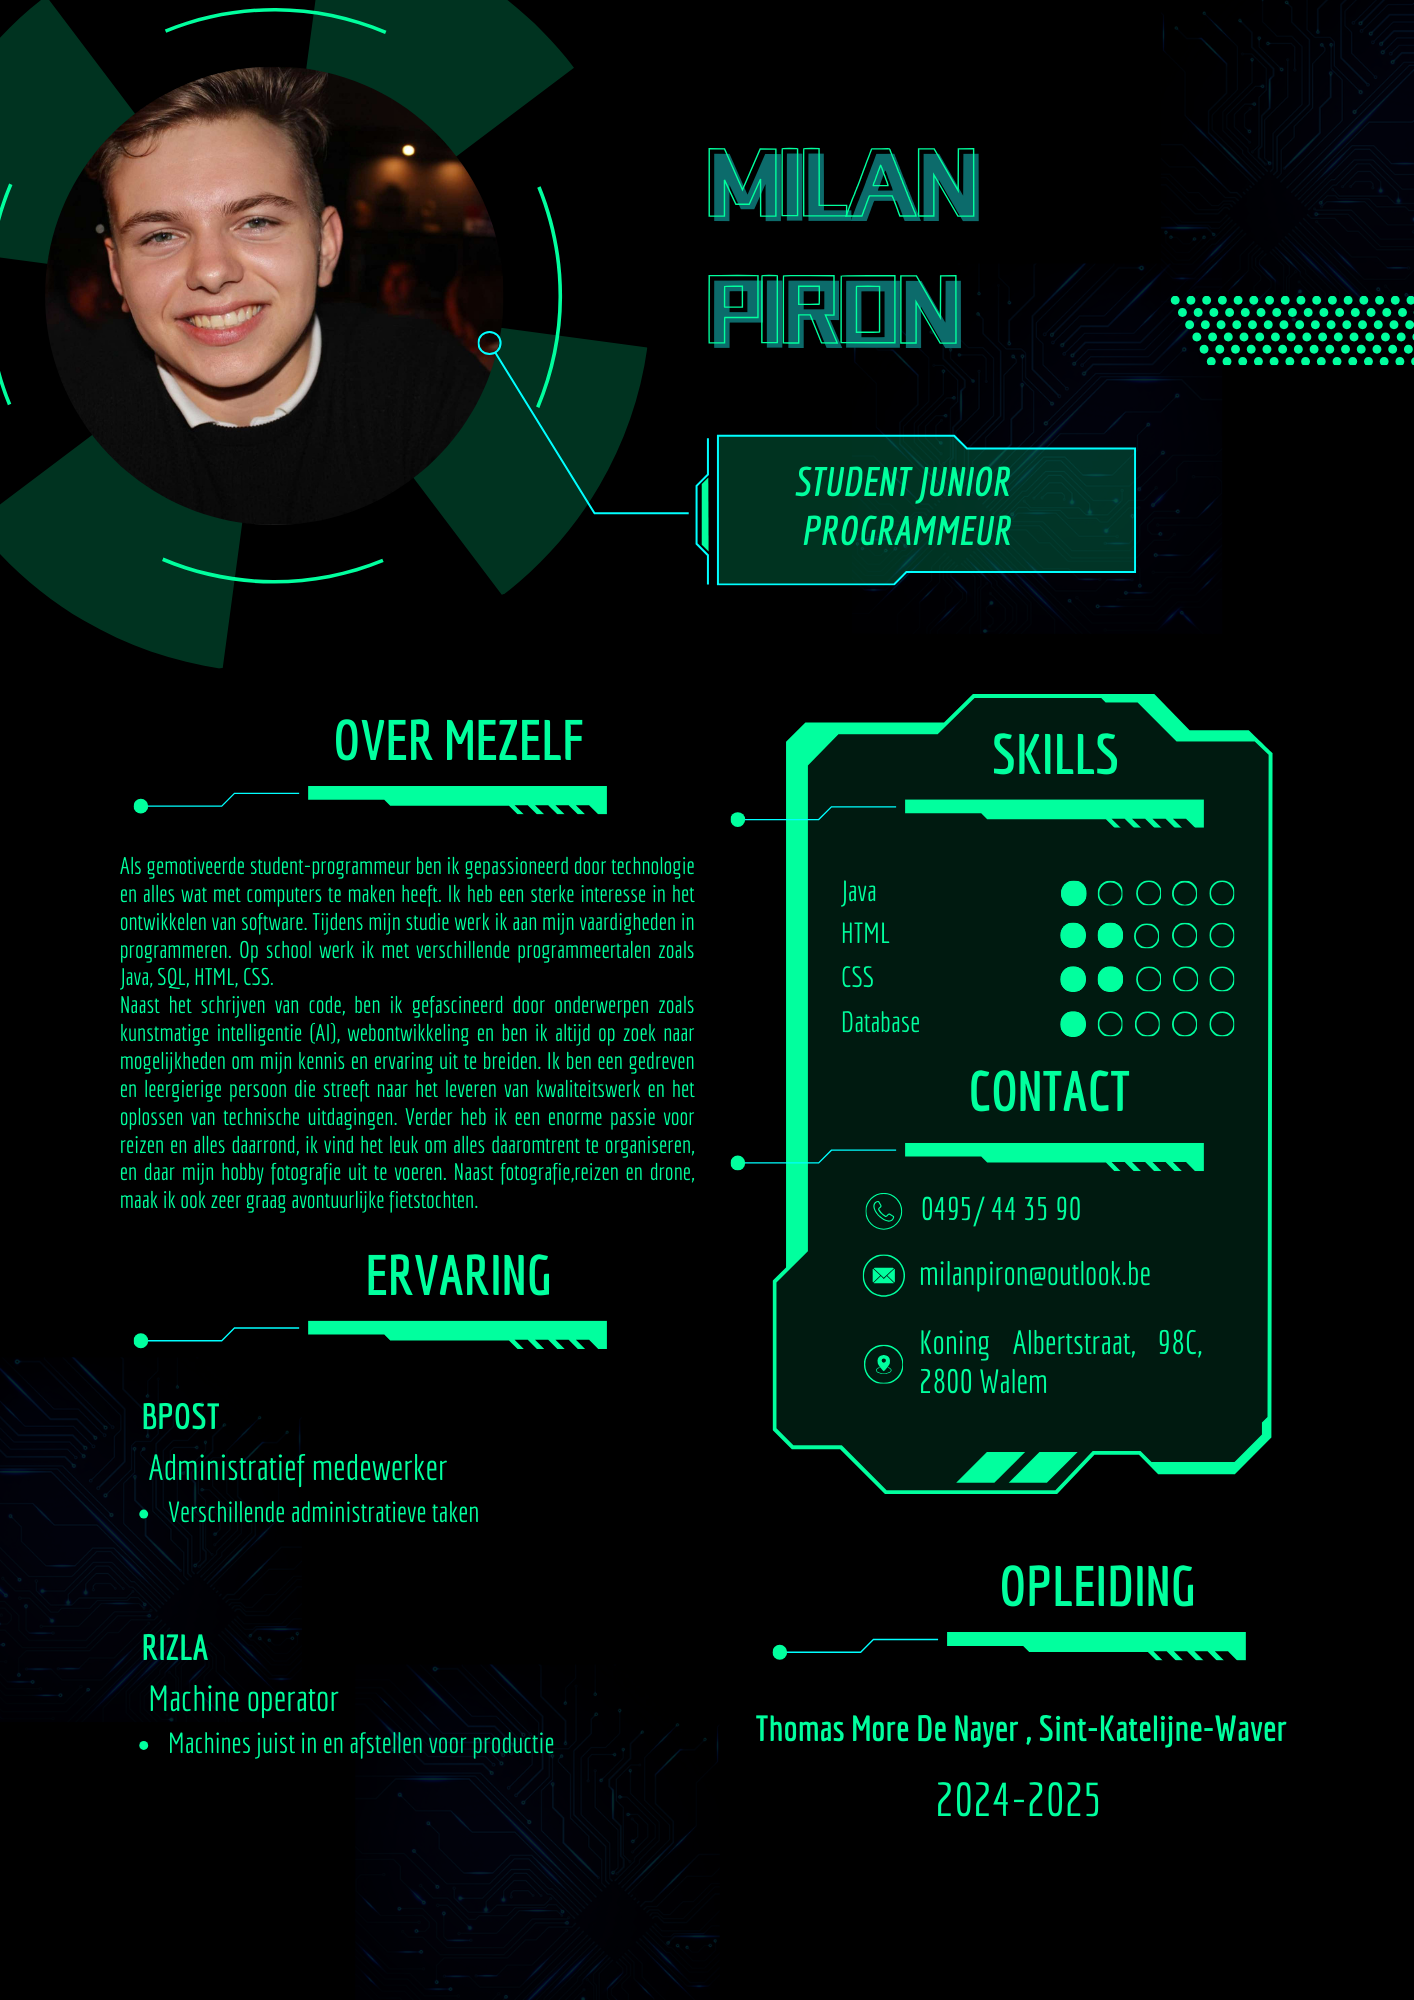 MILAN
PIRON
STUDENT JUNIOR
PROGRAMMEUR
OVER MEZELF
Als gemotiveerde student-programmeur ben ik gepassioneerd door technologie
en alles wat met computers te maken heeft. Ik heb een sterke interesse in het
ontwikkelen van software. Tijdens mijn studie werk ik aan mijn vaardigheden in
programmeren. Op school werk ik met verschillende programmeertalen zoals
Java, SQL, HTML, CSS.
Naast het schrijven van code, ben ik gefascineerd door onderwerpen zoals
kunstmatige intelligentie (AI), webontwikkeling en ben ik altijd op zoek naar
mogelijkheden om mijn kennis en ervaring uit te breiden. Ik ben een gedreven
en leergierige persoon die streeft naar het leveren van kwaliteitswerk en het
oplossen van technische uitdagingen. Verder heb ik een enorme passie voor
reizen en alles daarrond, ik vind het leuk om alles daaromtrent te organiseren,
en daar mijn hobby fotografie uit te voeren. Naast fotografie,reizen en drone,
maak ik ook zeer graag avontuurlijke fietstochten.
ERVARING
BPOST
Administratief medewerker
• Verschillende administratieve taken
RIZLA
Machine operator
• Machines juist in en afstellen voor productie
SKILLS
Java
HTML
CSS
Database
CONTACT
0495/ 44 35 90
milanpiron@outlook.be
Koning Albertstraat, 98C,
2800 Walem
OPLEIDING
Thomas More De Nayer , Sint-Katelijne-Waver
2024-2025